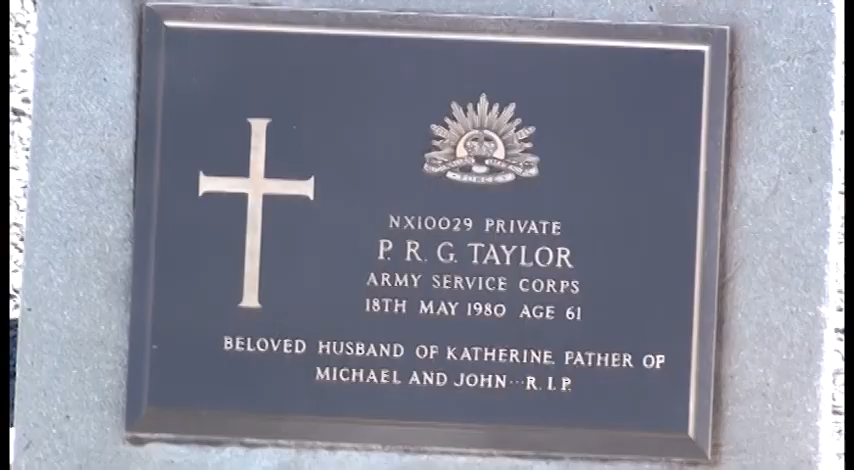 NX100029 PRIVATE
P. R. G. TAYLOR
ARMY SERVICE CORPS
18TH MAY 1980 AGE 61
BELOVED HUSBAND OF KATHERINE. FATHER OF
MICHAEL AND JOHN···R. I. P.